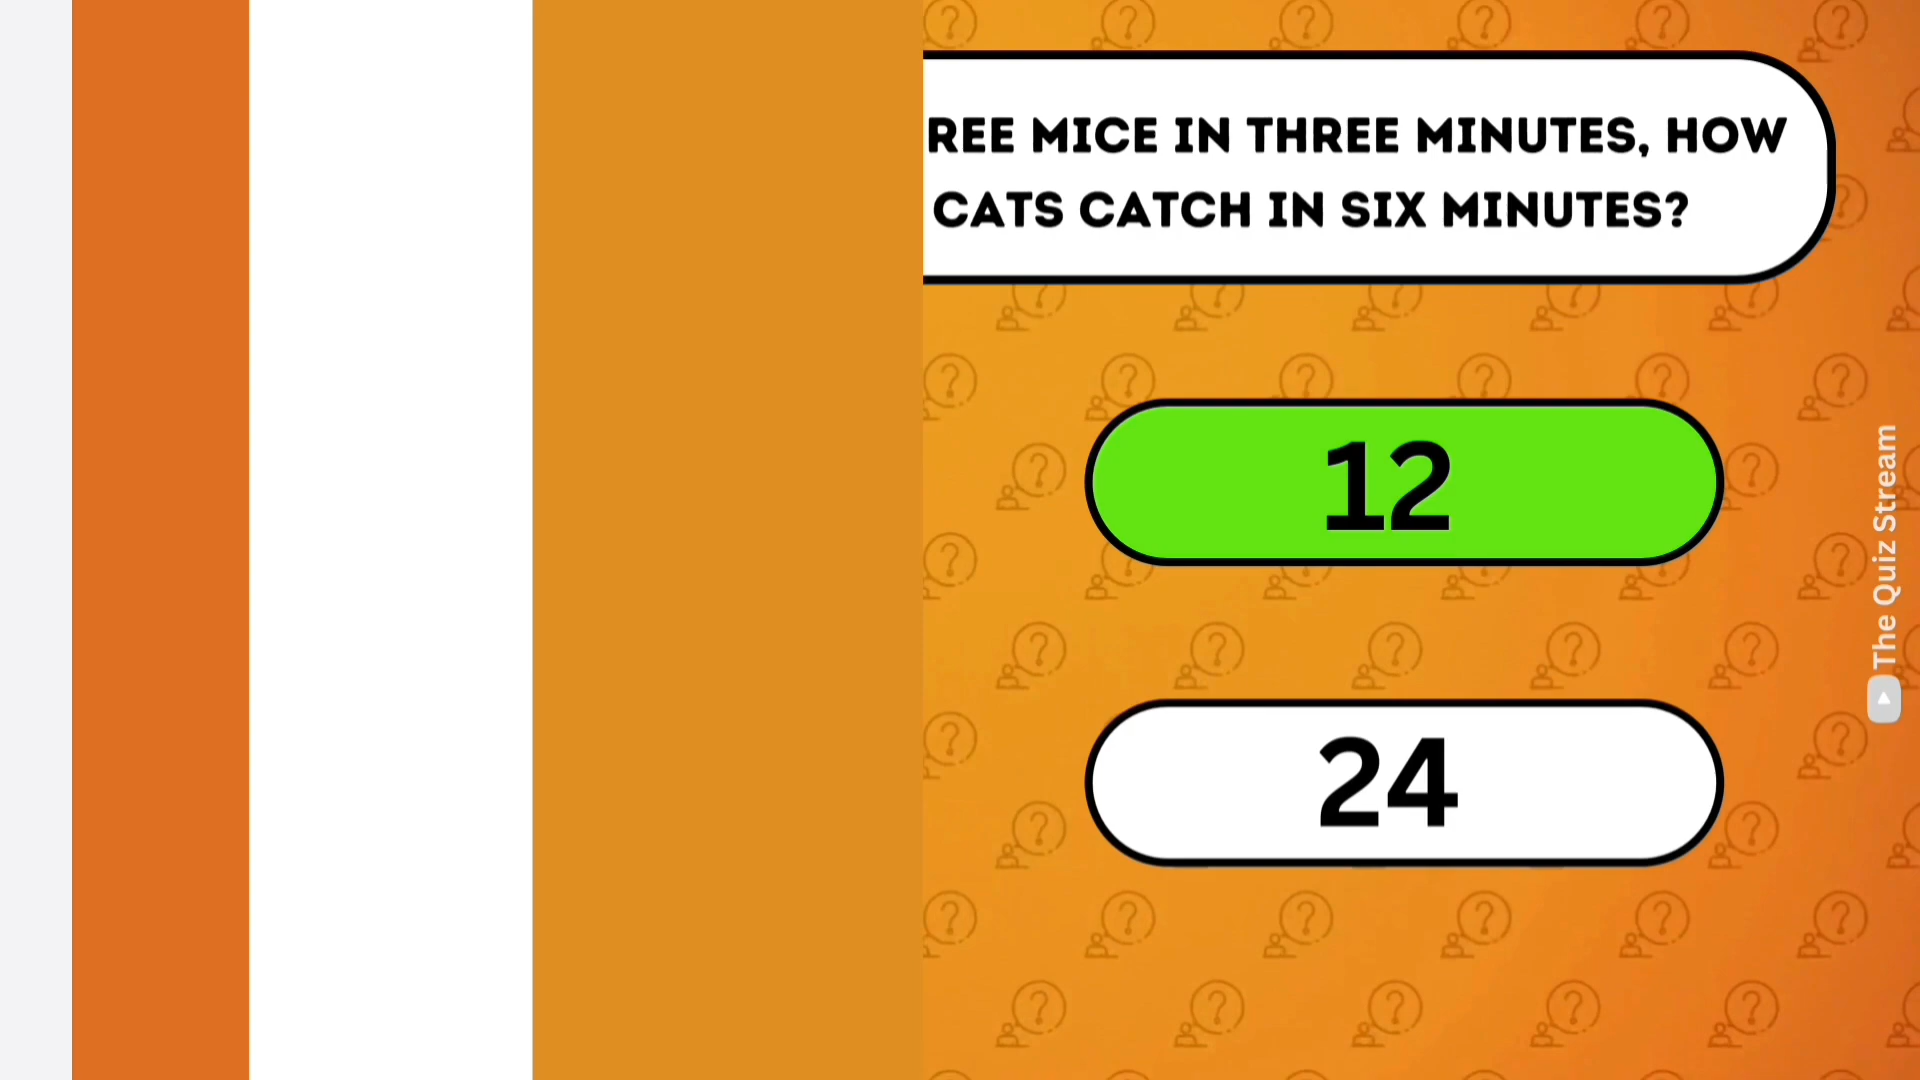 REE MICE IN THREE MINUTES, HOW
CATS CATCH IN SIX MINUTES?
12
24
The Quiz Stream